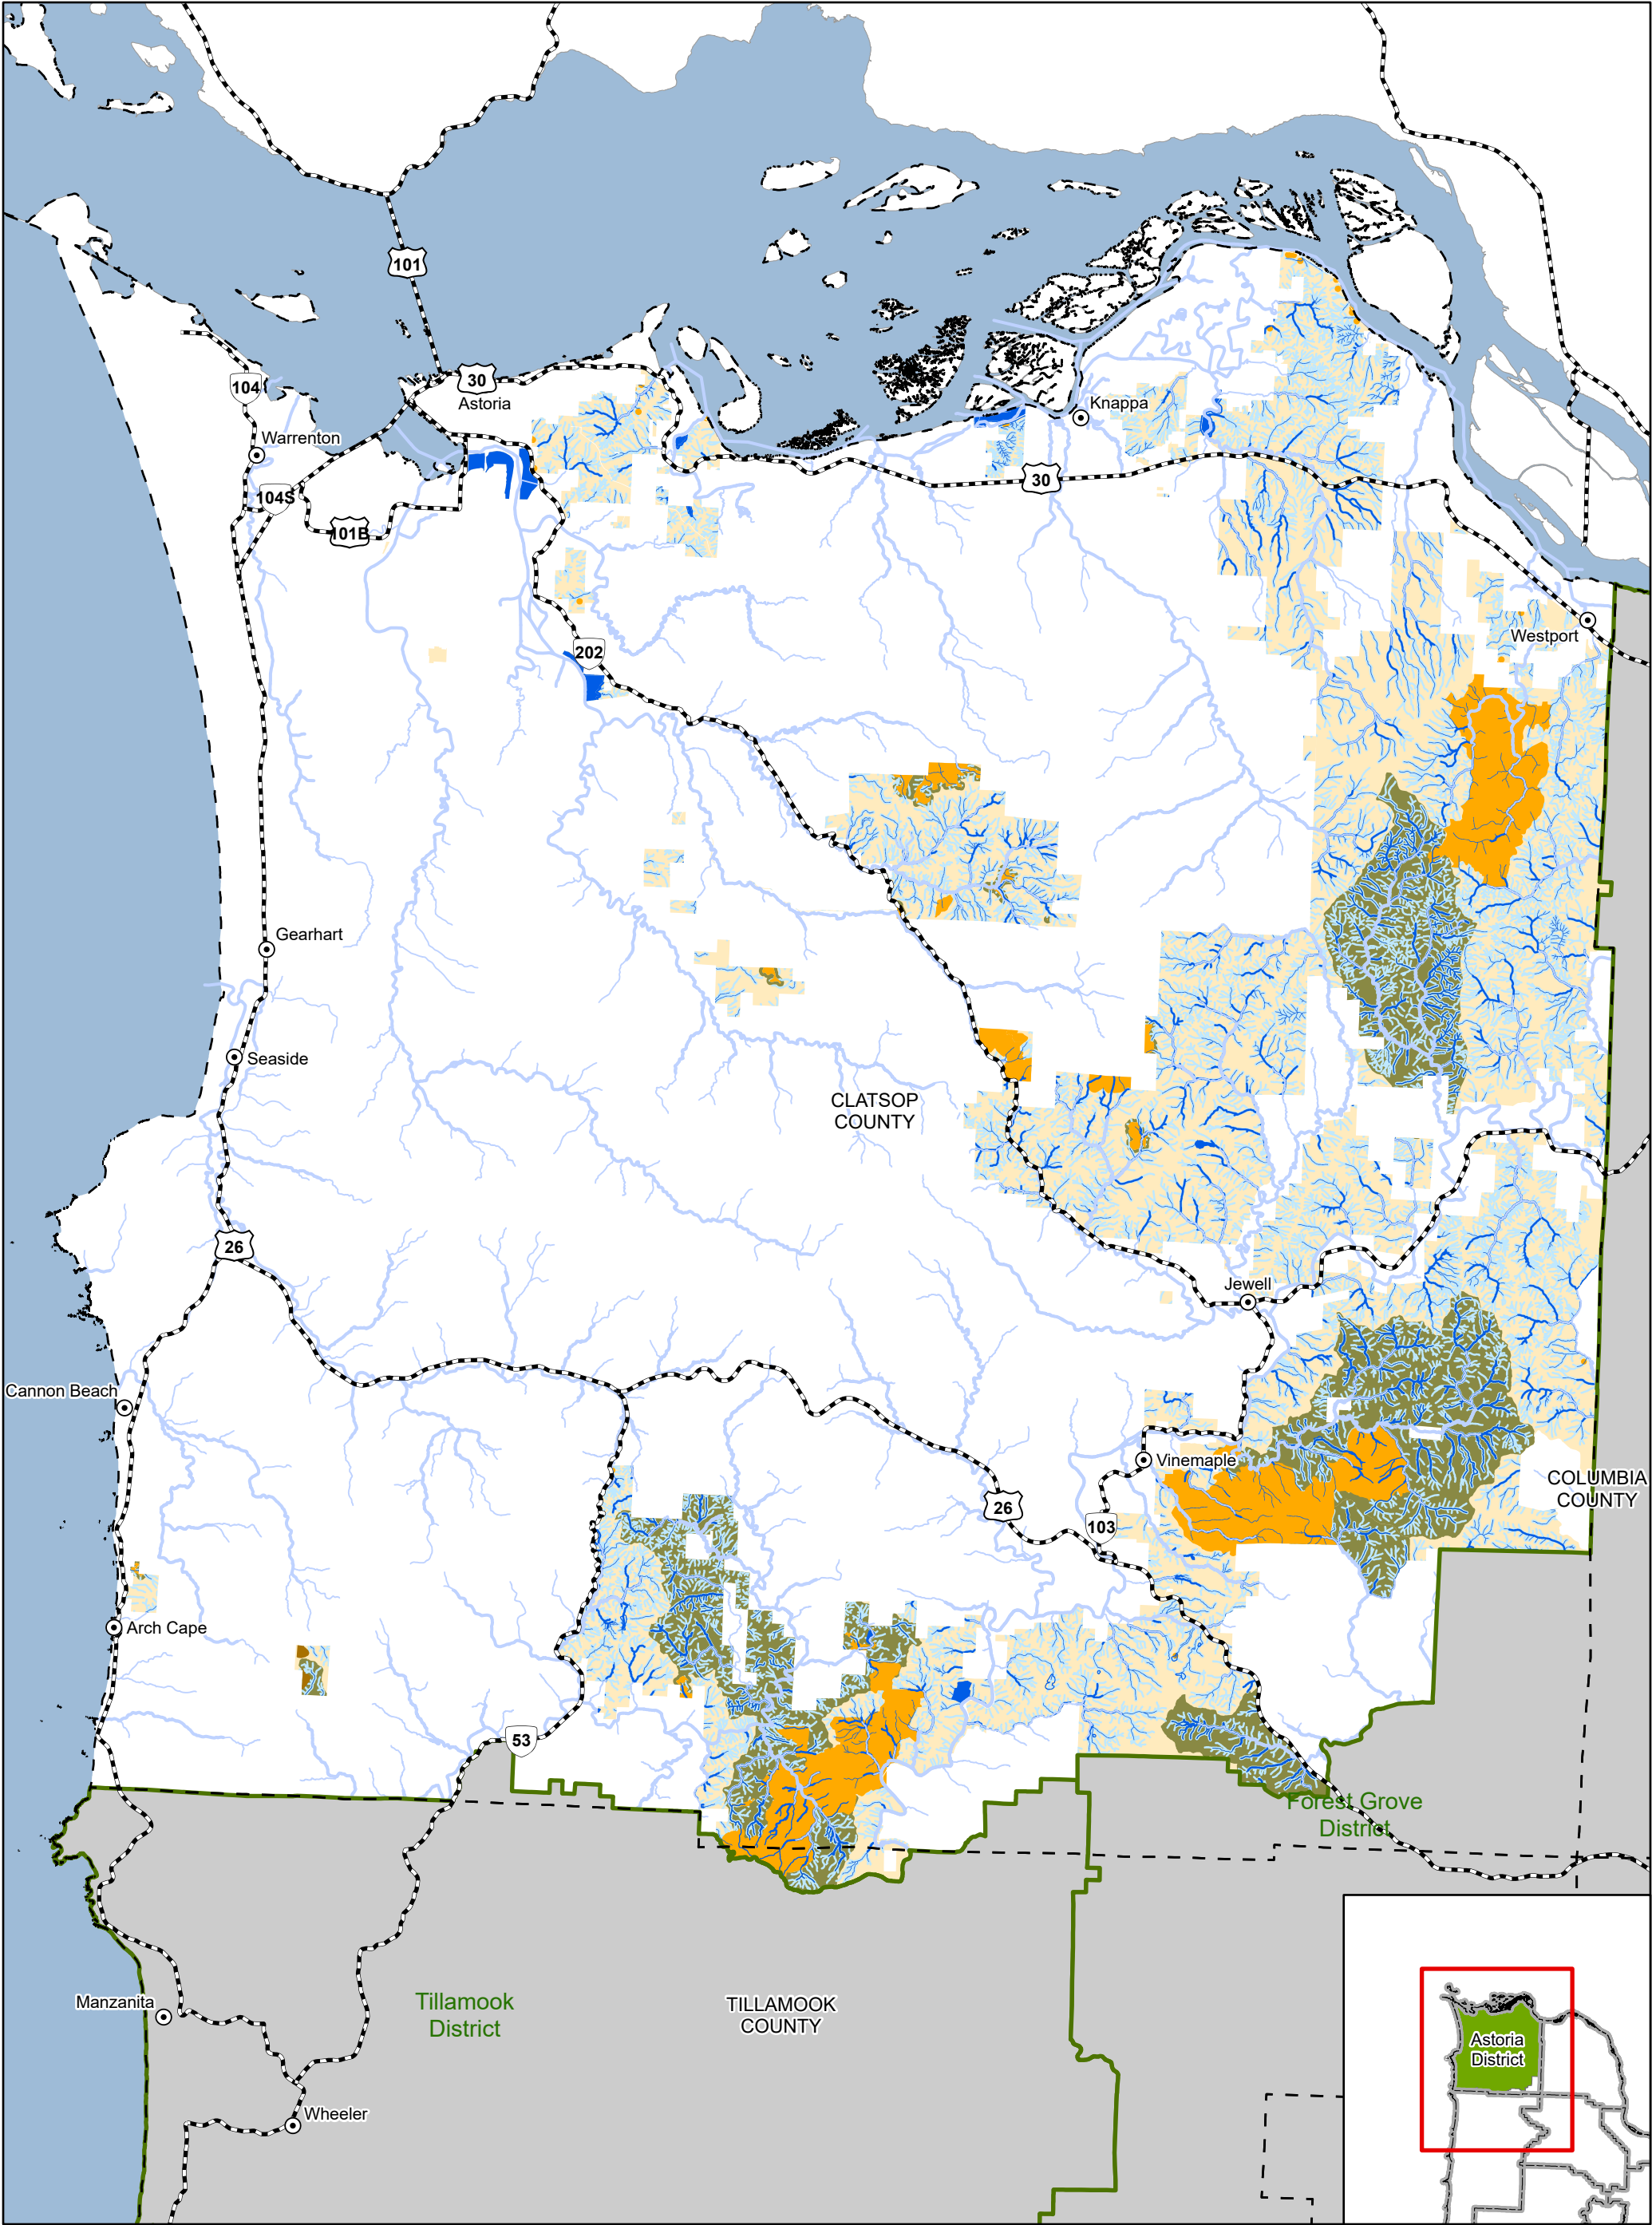 101
30
Astoria
104
Knappa
Warrenton
30
104S
101B
Westport
202
Gearhart
Seaside
CLATSOP
COUNTY
26
Jewell
Cannon Beach
Vinemaple
COLUMBIA
COUNTY
26
103
Arch Cape
53
Forest Grove
District
Manzanita
Tillamook
District
TILLAMOOK
COUNTY
Astoria
District
Wheeler